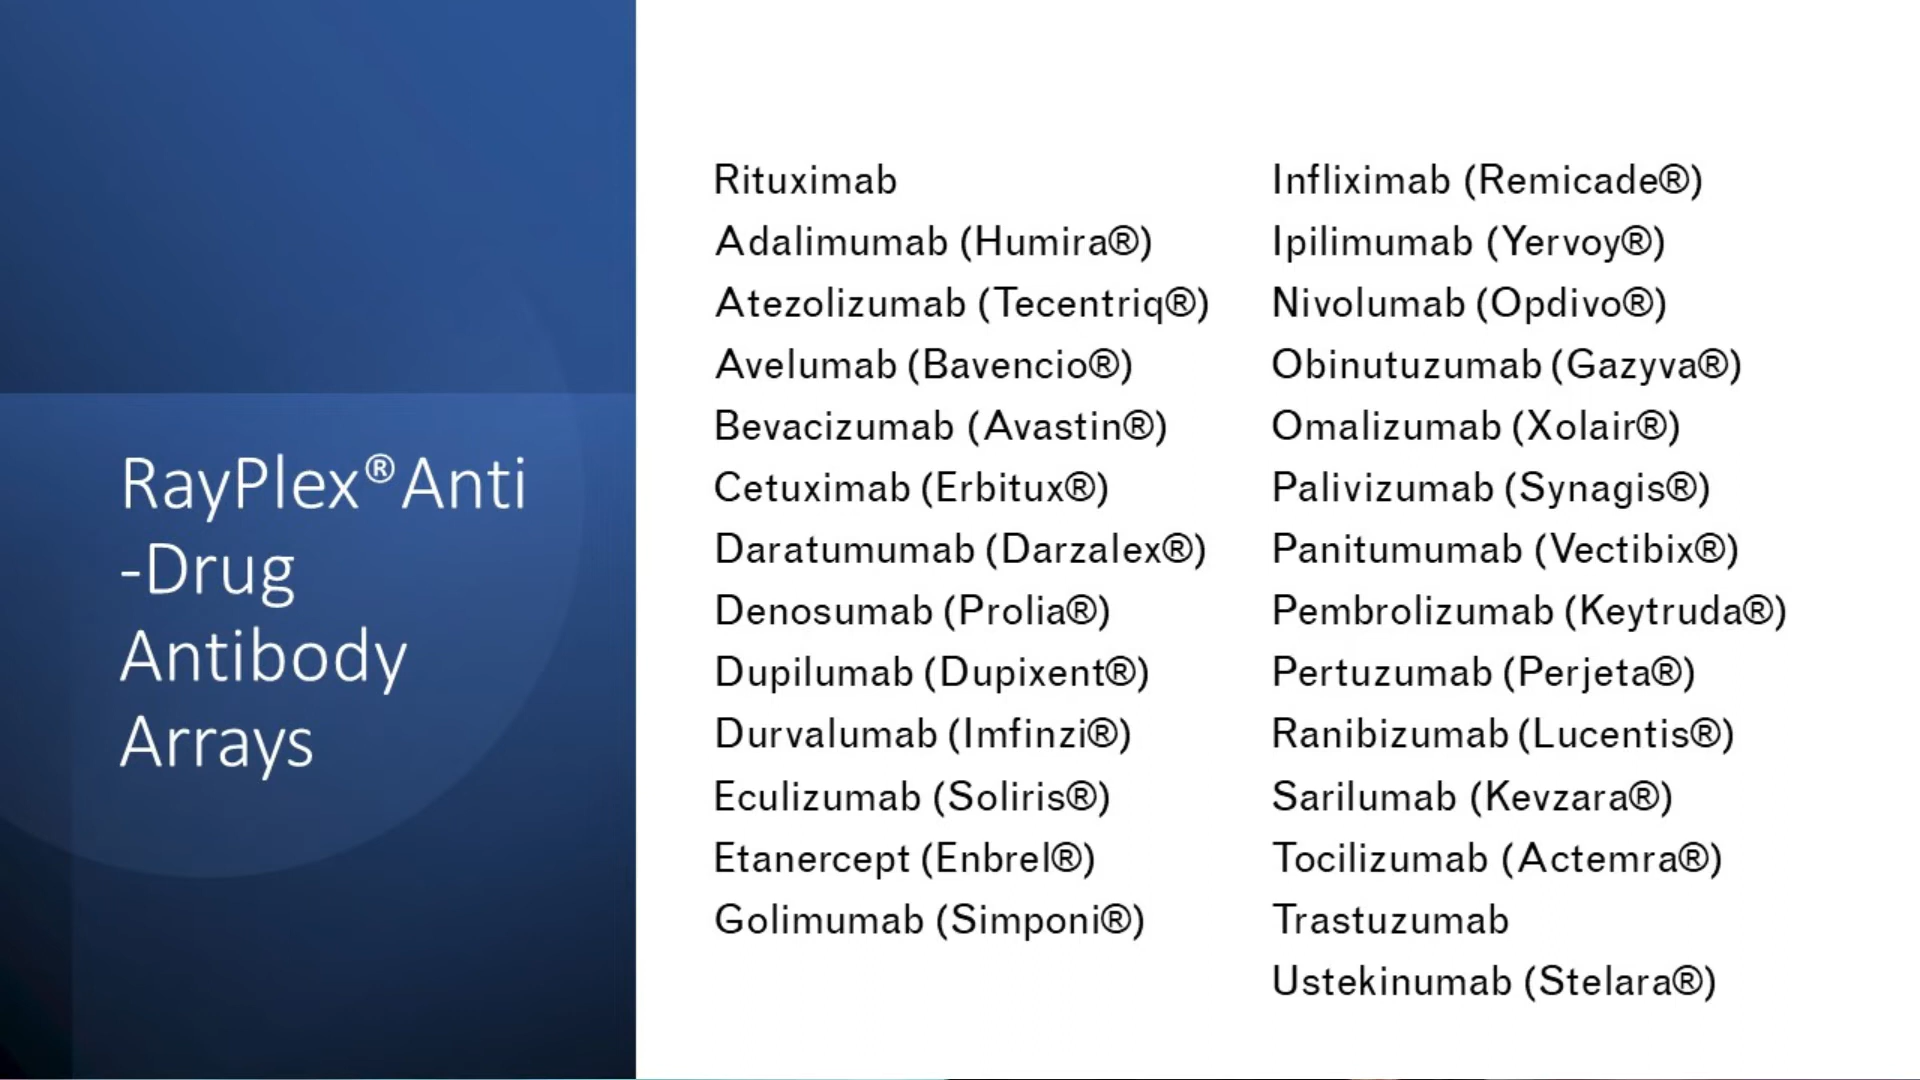 RayPlex® Anti
-Drug
Antibody
Arrays
Rituximab
Adalimumab (Humira®)
Atezolizumab (Tecentriq®)
Avelumab (Bavencio®)
Bevacizumab (Avastin®)
Cetuximab (Erbitux®)
Daratumumab (Darzalex®)
Denosumab (Prolia®)
Dupilumab (Dupixent®)
Durvalumab (Imfinzi®)
Eculizumab (Soliris®)
Etanercept (Enbrel®)
Golimumab (Simponi®)
Infliximab (Remicade®)
Ipilimumab (Yervoy®)
Nivolumab (Opdivo®)
Obinutuzumab (Gazyva®)
Omalizumab (Xolair®)
Palivizumab (Synagis®)
Panitumumab (Vectibix®)
Pembrolizumab (Keytruda®)
Pertuzumab (Perjeta®)
Ranibizumab (Lucentis®)
Sarilumab (Kevzara®)
Tocilizumab (Actemra®)
Trastuzumab
Ustekinumab (Stelara®)